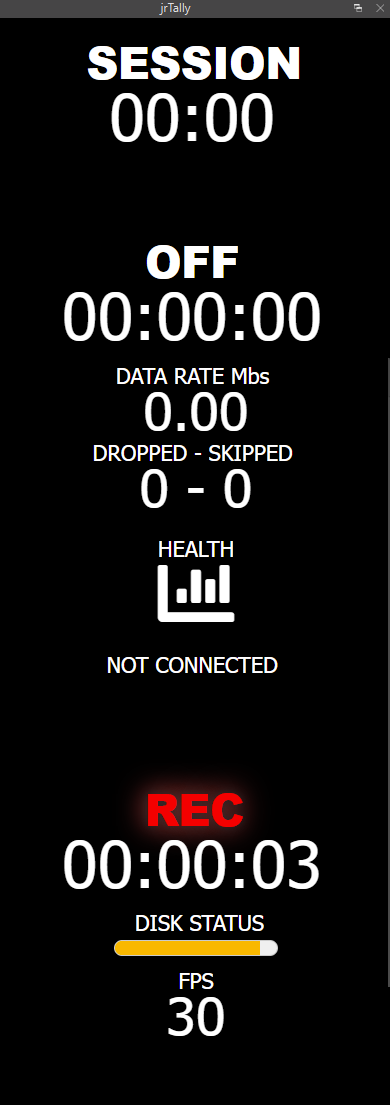 jrTally
SESSION
00:00
OFF
00:00:00
DATA RATE Mbs
0.00
DROPPED - SKIPPED
0 - 0
HEALTH
NOT CONNECTED
REC
00:00:03
DISK STATUS
FPS
30